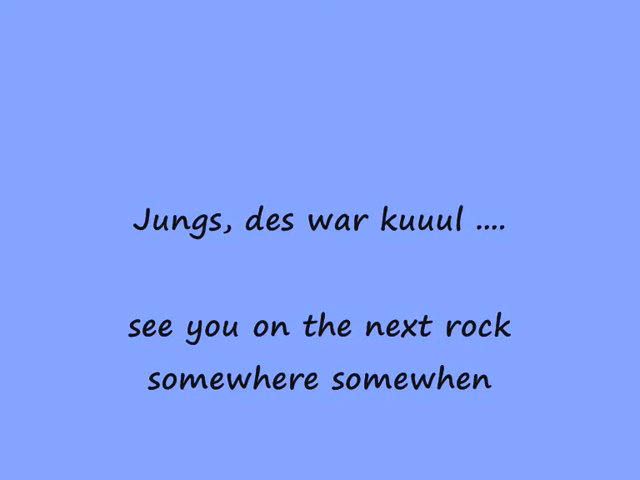 Jungs, des war kuuul ....
see you on the next rock
somewhere somewhen